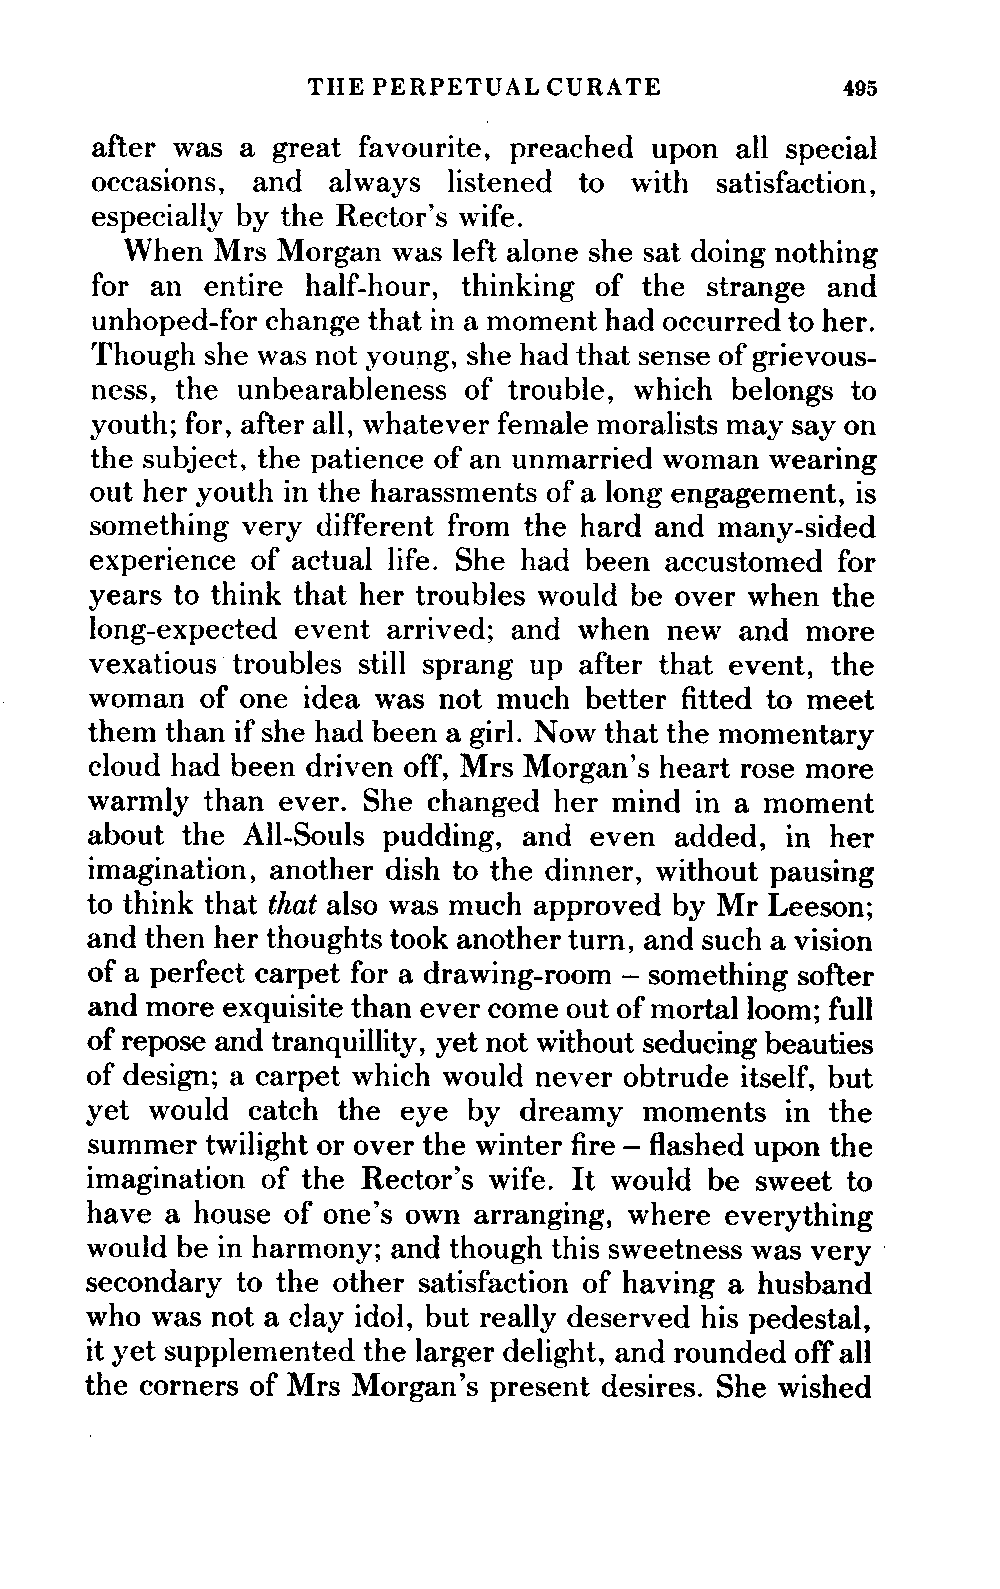 THE PERPETUAL CURATE 495
after was a great favourite, preached upon all special
occasions, and always listened to with satisfaction,
especially by the Rector's wife.
When Mrs Morgan was left alone she sat doing nothing
for an entire half-hour, thinking of the strange and
unhoped-for change that in a moment had occurred to her.
Though she was not young, she had that sense of grievous-
ness, the unbearableness of trouble, which belongs to
youth; for, after all, whatever female moralists may say on
the subject, the patience of an unmarried woman wearing
out her youth in the harassments of a long engagement, is
something very different from the hard and many-sided
experience of actual life. She had been accustomed for
years to think that her troubles would be over when the
long-expected event arrived; and when new and more
vexatious troubles still sprang up after that event, the
woman of one idea was not much better fitted to meet
them than if she had been a girl. Now that the momentary
cloud had been driven off, Mrs Morgan's heart rose more
warmly than ever. She changed her mind in a moment
about the All-Souls pudding, and even added, in her
imagination, another dish to the dinner, without pausing
to think that that also was much approved by Mr Leeson;
and then her thoughts took another turn, and such a vision
of a perfect carpet for a drawing-room – something softer
and more exquisite than ever come out of mortal loom; full
of repose and tranquillity, yet not without seducing beauties
of design; a carpet which would never obtrude itself, but
yet would catch the eye by dreamy moments in the
summer twilight or over the winter fire – flashed upon the
imagination of the Rector's wife. It would be sweet to
have a house of one's own arranging, where everything
would be in harmony; and though this sweetness was very
secondary to the other satisfaction of having a husband
who was not a clay idol, but really deserved his pedestal,
it yet supplemented the larger delight, and rounded off all
the corners of Mrs Morgan's present desires. She wished